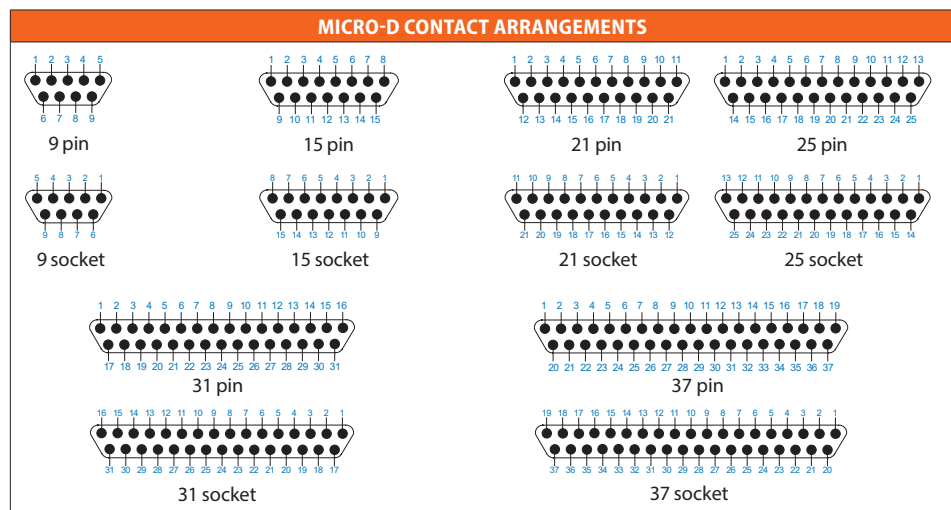 MICRO-D CONTACT ARRANGEMENTS
1 2 3 4 5
6 7 8 9
9 pin
1 2 3 4 5 6 7 8
9 10 11 12 13 14 15
15 pin
1 2 3 4 5 6 7 8 9 10 11
12 13 14 15 16 17 18 19 20 21
21 pin
1 2 3 4 5 6 7 8 9 10 11 12 13
14 15 16 17 18 19 20 21 22 23 24 25
25 pin
5 4 3 2 1
9 8 7 6
9 socket
8 7 6 5 4 3 2 1
15 14 13 12 11 10 9
15 socket
11 10 9 8 7 6 5 4 3 2 1
21 20 19 18 17 16 15 14 13 12
21 socket
13 12 11 10 9 8 7 6 5 4 3 2 1
25 24 23 22 21 20 19 18 17 16 15 14
25 socket
1 2 3 4 5 6 7 8 9 10 11 12 13 14 15 16
17 18 19 20 21 22 23 24 25 26 27 28 29 30 31
31 pin
1 2 3 4 5 6 7 8 9 10 11 12 13 14 15 16 17 18 19
20 21 22 23 24 25 26 27 28 29 30 31 32 33 34 35 36 37
37 pin
16 15 14 13 12 11 10 9 8 7 6 5 4 3 2 1
31 30 29 28 27 26 25 24 23 22 21 20 19 18 17
31 socket
19 18 17 16 15 14 13 12 11 10 9 8 7 6 5 4 3 2 1
37 36 35 34 33 32 31 30 29 28 27 26 25 24 23 22 21 20
37 socket